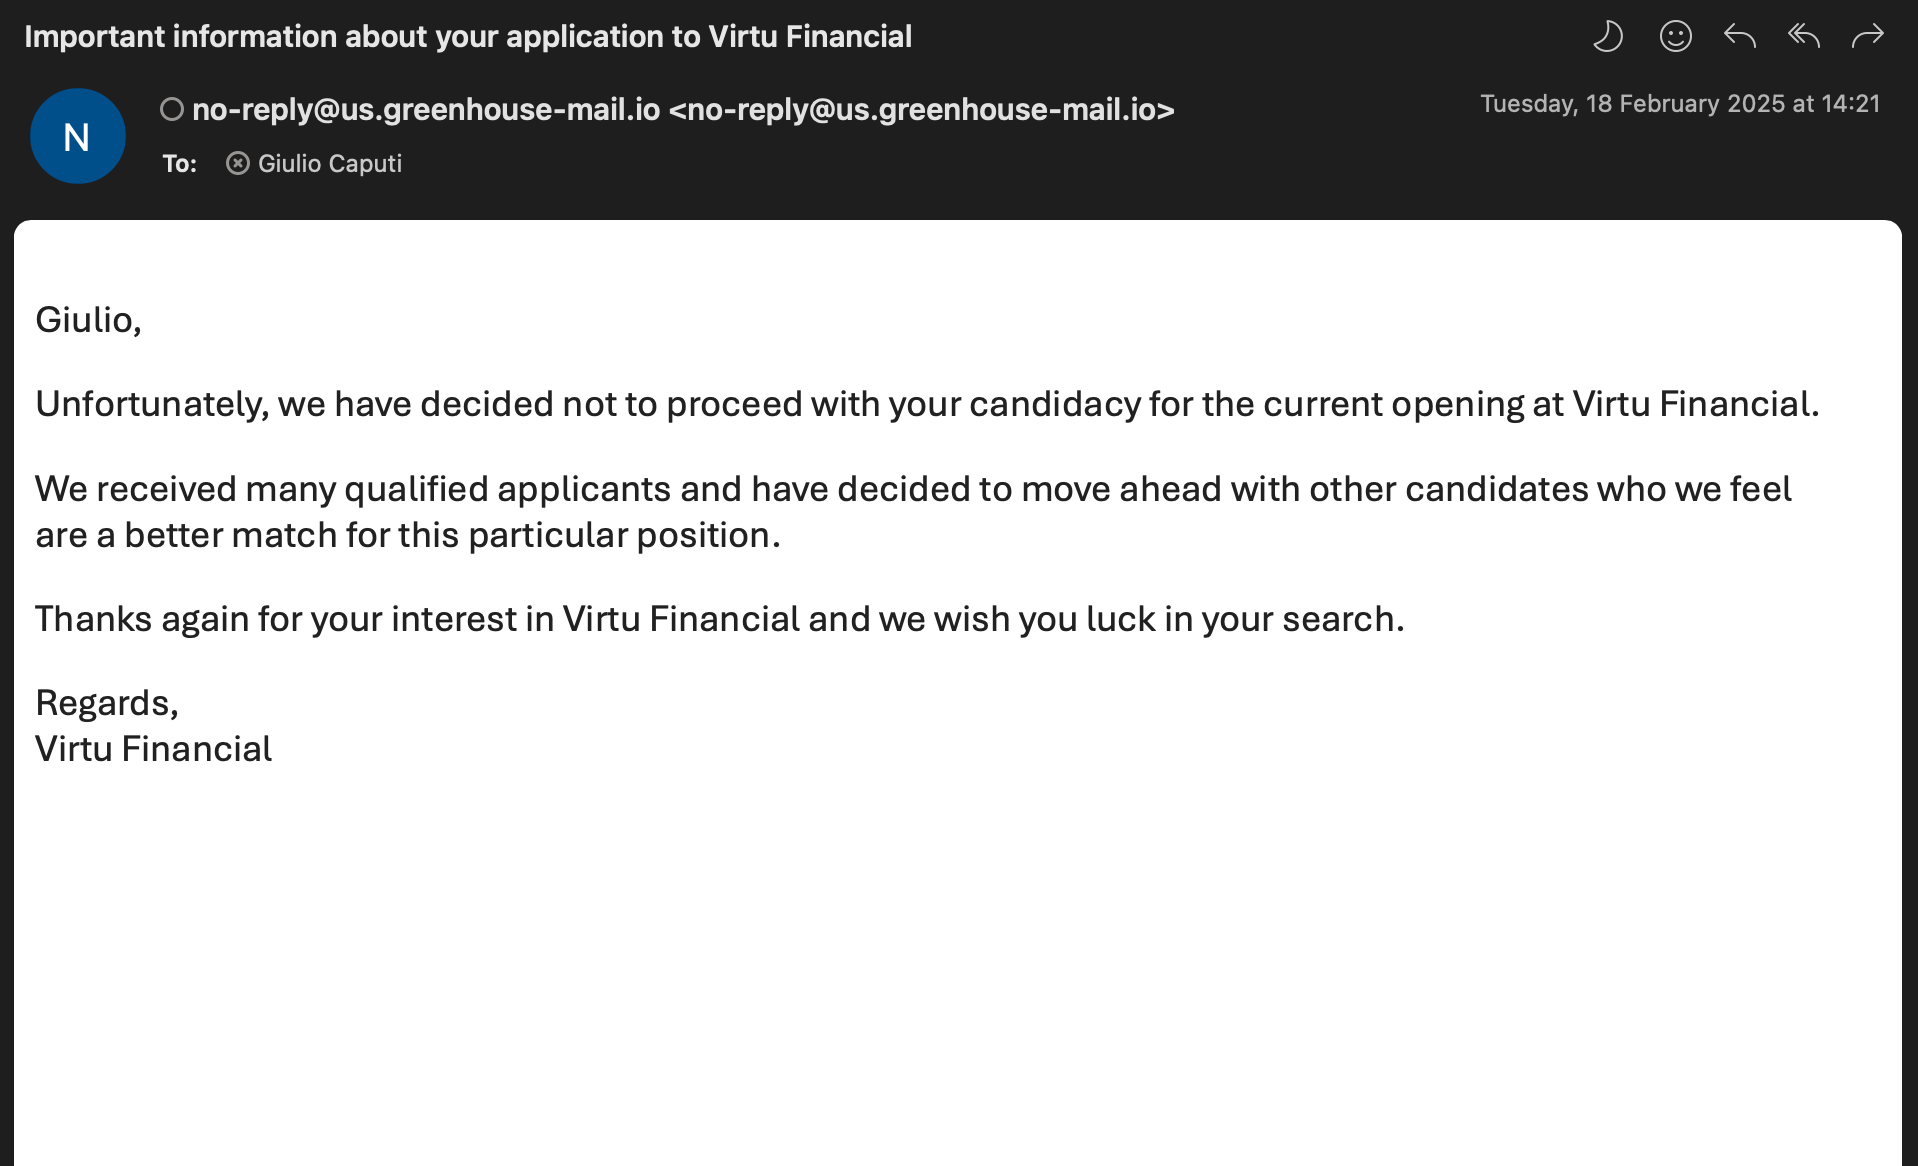 Important information about your application to Virtu Financial
N
no-reply@us.greenhouse-mail.io <no-reply@us.greenhouse-mail.io>
Tuesday, 18 February 2025 at 14:21
To: Giulio Caputi
Giulio,
Unfortunately, we have decided not to proceed with your candidacy for the current opening at Virtu Financial.
We received many qualified applicants and have decided to move ahead with other candidates who we feel
are a better match for this particular position.
Thanks again for your interest in Virtu Financial and we wish you luck in your search.
Regards,
Virtu Financial